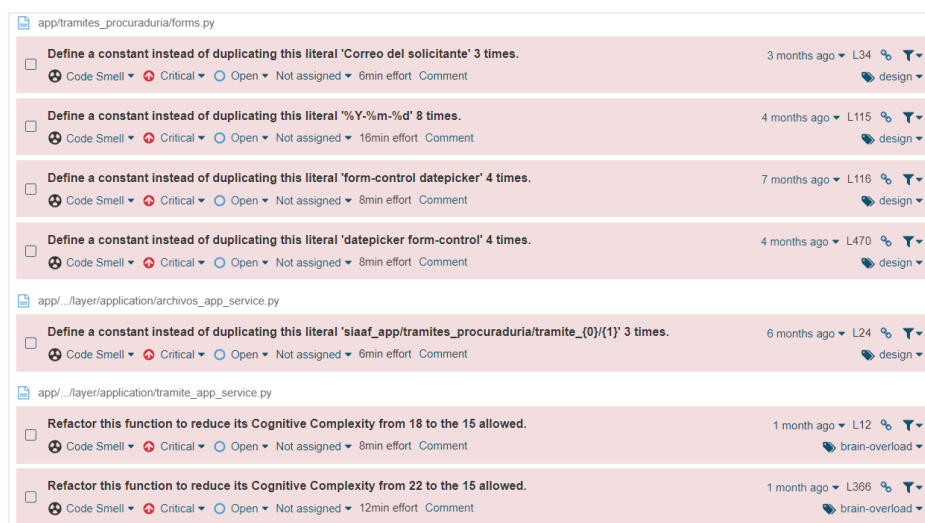 app/tramites_procuraduria/forms.py
Define a constant instead of duplicating this literal 'Correo del solicitante' 3 times. 3 months ago L34
Code Smell Critical Open Not assigned 6min effort Comment design
Define a constant instead of duplicating this literal '%Y-%m-%d' 8 times. 4 months ago L115
Code Smell Critical Open Not assigned 16min effort Comment design
Define a constant instead of duplicating this literal 'form-control datepicker' 4 times. 7 months ago L116
Code Smell Critical Open Not assigned 8min effort Comment design
Define a constant instead of duplicating this literal 'datepicker form-control' 4 times. 4 months ago L470
Code Smell Critical Open Not assigned 8min effort Comment design
app/.../layer/application/archivos_app_service.py
Define a constant instead of duplicating this literal 'siaaf_app/tramites_procuraduria/tramite_{0}/{1}' 3 times. 6 months ago L24
Code Smell Critical Open Not assigned 6min effort Comment design
app/.../layer/application/tramite_app_service.py
Refactor this function to reduce its Cognitive Complexity from 18 to the 15 allowed. 1 month ago L12
Code Smell Critical Open Not assigned 8min effort Comment brain-overload
Refactor this function to reduce its Cognitive Complexity from 22 to the 15 allowed. 1 month ago L366
Code Smell Critical Open Not assigned 12min effort Comment brain-overload